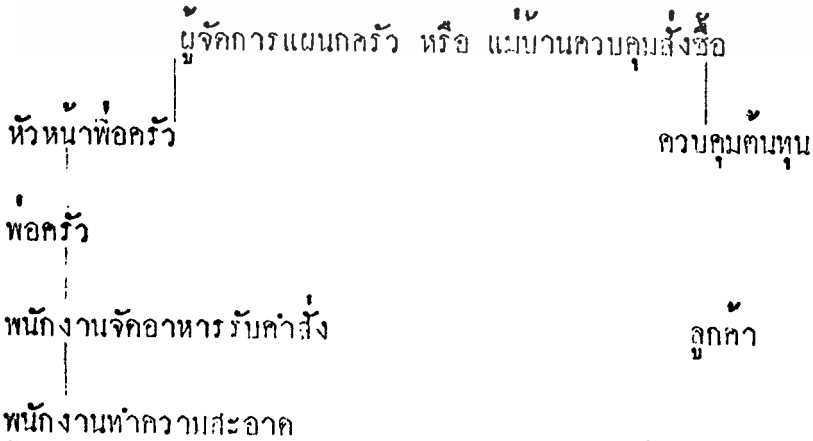 ผู้จัดการแผนกครัว หรือ แม่บ้านควบคุมสั่งซื้อ
หัวหน้าพ่อครัว ควบคุมต้นทุน
พ่อครัว
พนักงานจัดอาหารรับคำสั่ง ลูกค้า
พนักงานทำความสะอาด